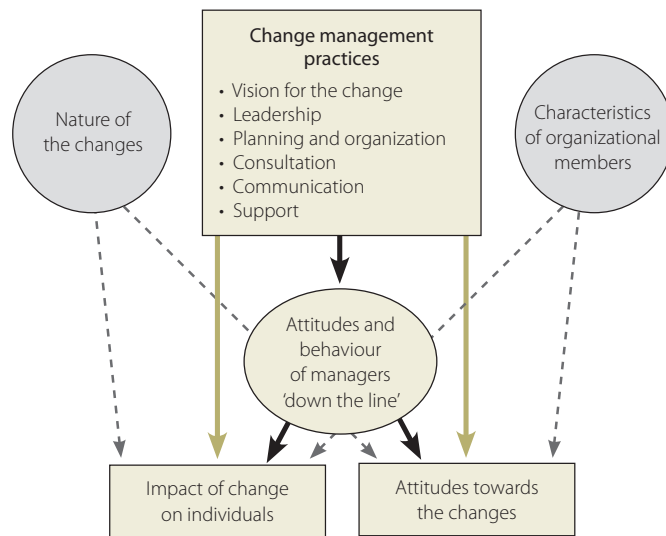 Change management
practices
• Vision for the change
• Leadership
• Planning and organization
• Consultation
• Communication
• Support
Nature of
the changes
Characteristics
of organizational
members
Attitudes and
behaviour
of managers
‘down the line’
Impact of change
on individuals
Attitudes towards
the changes